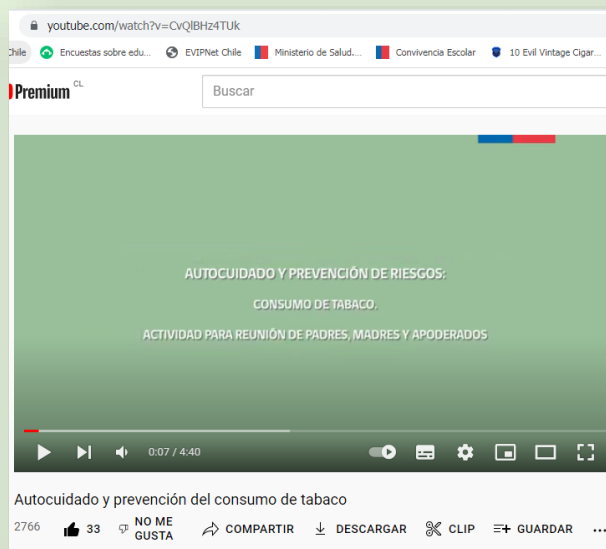 youtube.com/watch?v=CvQlBHz4TUk
Chile Encuestas sobre edu... EVIPNet Chile Ministerio de Salud.... Convivencia Escolar 10 Evil Vintage Cigar...
Premium CL
Buscar
AUTOCUIDADO Y PREVENCIÓN DE RIESGOS:
CONSUMO DE TABACO.
ACTIVIDAD PARA REUNIÓN DE PADRES, MADRES Y APODERADOS
0:07 / 4:40
Autocuidado y prevención del consumo de tabaco
2766 33 NO ME GUSTA COMPARTIR DESCARGAR CLIP GUARDAR ...